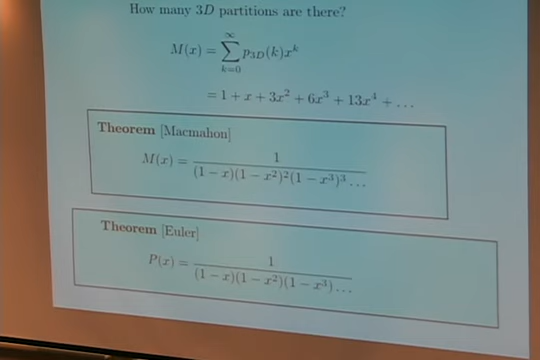 How many 3D partitions are there?
M(x) = ∑_{k=0}^{∞} p_{3D}(k)x^k
= 1 + x + 3x^2 + 6x^3 + 13x^4 + ...
Theorem [Macmahon]
M(x) = 1 / (1 − x)(1 − x^2)^2(1 − x^3)^3 ...
Theorem [Euler]
P(x) = 1 / (1 − x)(1 − x^2)(1 − x^3) ...